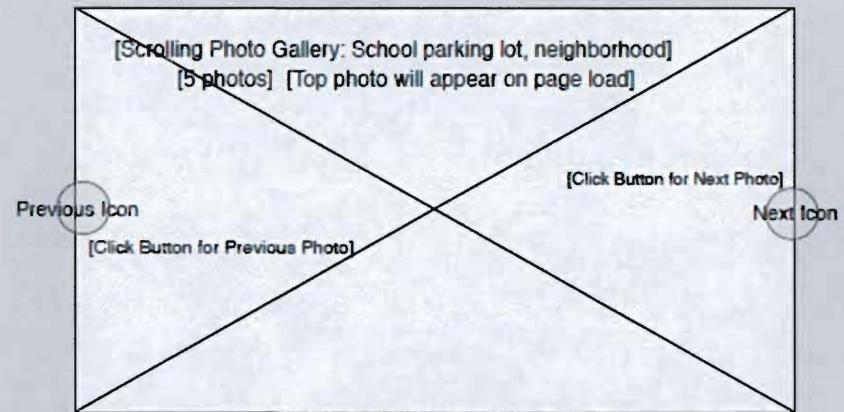 [Scrolling Photo Gallery: School parking lot, neighborhood]
[5 photos] [Top photo will appear on page load]
[Click Button for Next Photo]
Previous Icon
Next Icon
[Click Button for Previous Photo]